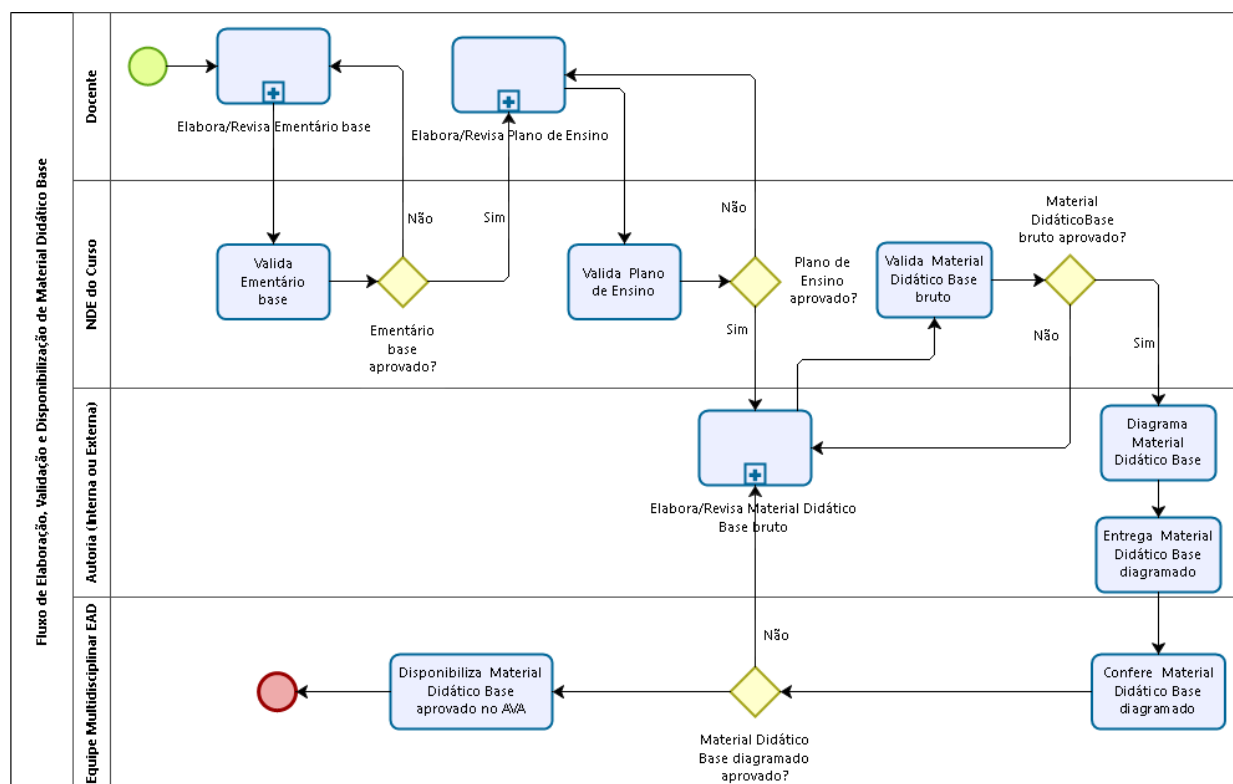 Fluxo de Elaboração, Validação e Disponibilização de Material Didático Base
Docente
Elabora/Revisa Ementário base
Elabora/Revisa Plano de Ensino
NDE do Curso
Não
Sim
Valida
Ementário
base
Ementário
base
aprovado?
Valida Plano
de Ensino
Não
Plano de
Ensino
aprovado?
Sim
Valida Material
Didático Base
bruto
Material
DidáticoBase
bruto aprovado?
Não
Sim
Autoria (Interna ou Externa)
Elabora/Revisa Material Didático
Base bruto
Diagrama
Material
Didático Base
Entrega Material
Didático Base
diagramado
Equipe Multidisciplinar EAD
Disponibiliza Material
Didático Base
aprovado no AVA
Não
Material Didático
Base diagramado
aprovado?
Confere Material
Didático Base
diagramado